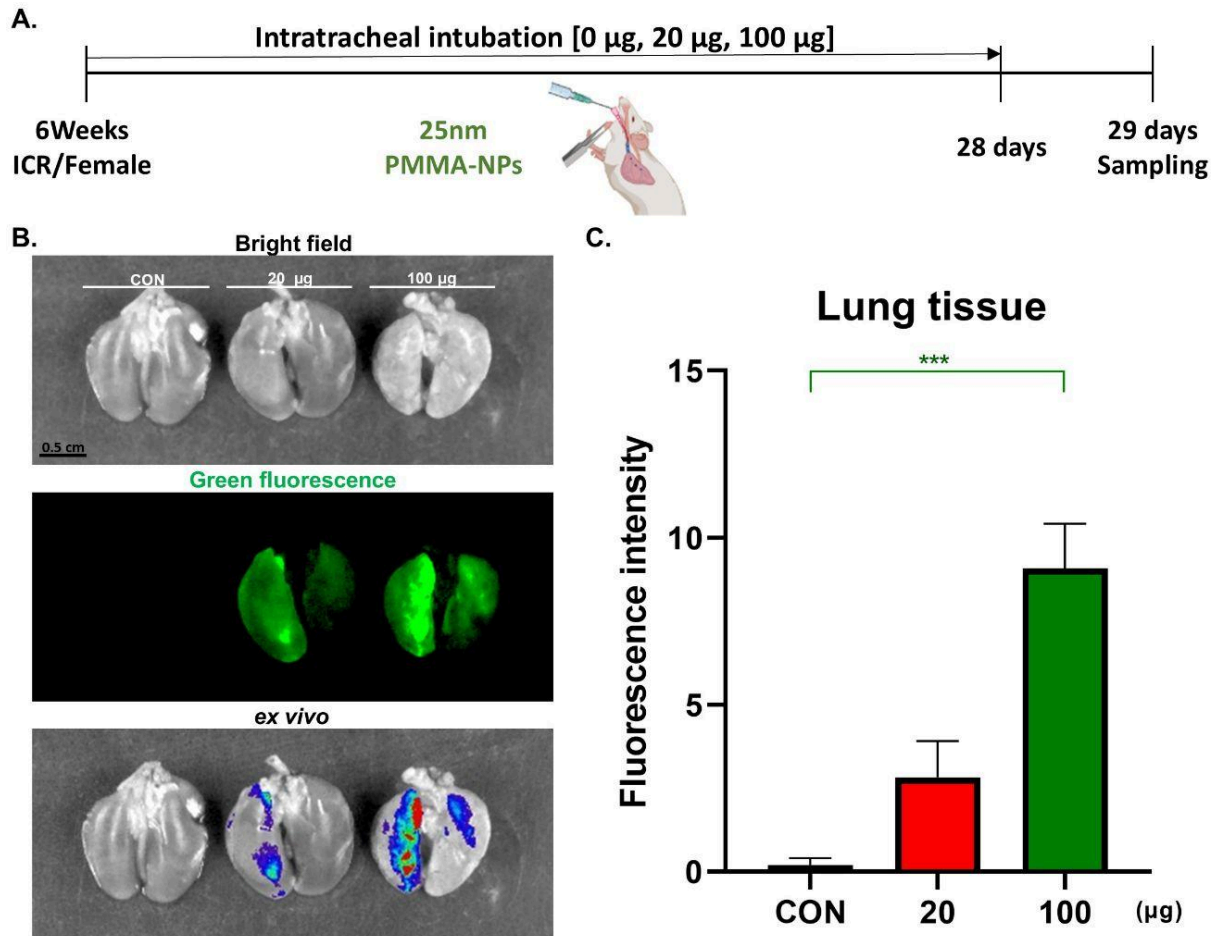 A.
Intratracheal intubation [0 µg, 20 µg, 100 µg]
6Weeks
ICR/Female
25nm
PMMA-NPs
28 days
29 days
Sampling
B.
Bright field
CON 20 µg 100 µg
0.5 cm
Green fluorescence
ex vivo
C.
Lung tissue
***
Fluorescence intensity
15
10
5
0
CON 20 100 (µg)